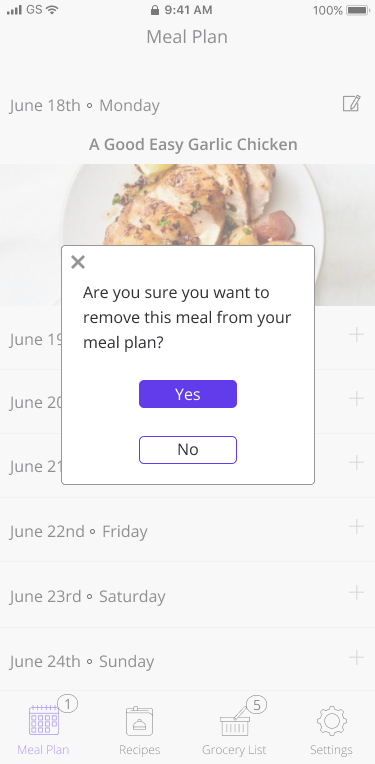 GS 9:41 AM 100%
Meal Plan
June 18th ∘ Monday
A Good Easy Garlic Chicken
Are you sure you want to
remove this meal from your
meal plan?
Yes
No
June 19
June 20
June 21
June 22nd ∘ Friday
June 23rd ∘ Saturday
June 24th ∘ Sunday
1
5
Meal Plan Recipes Grocery List Settings